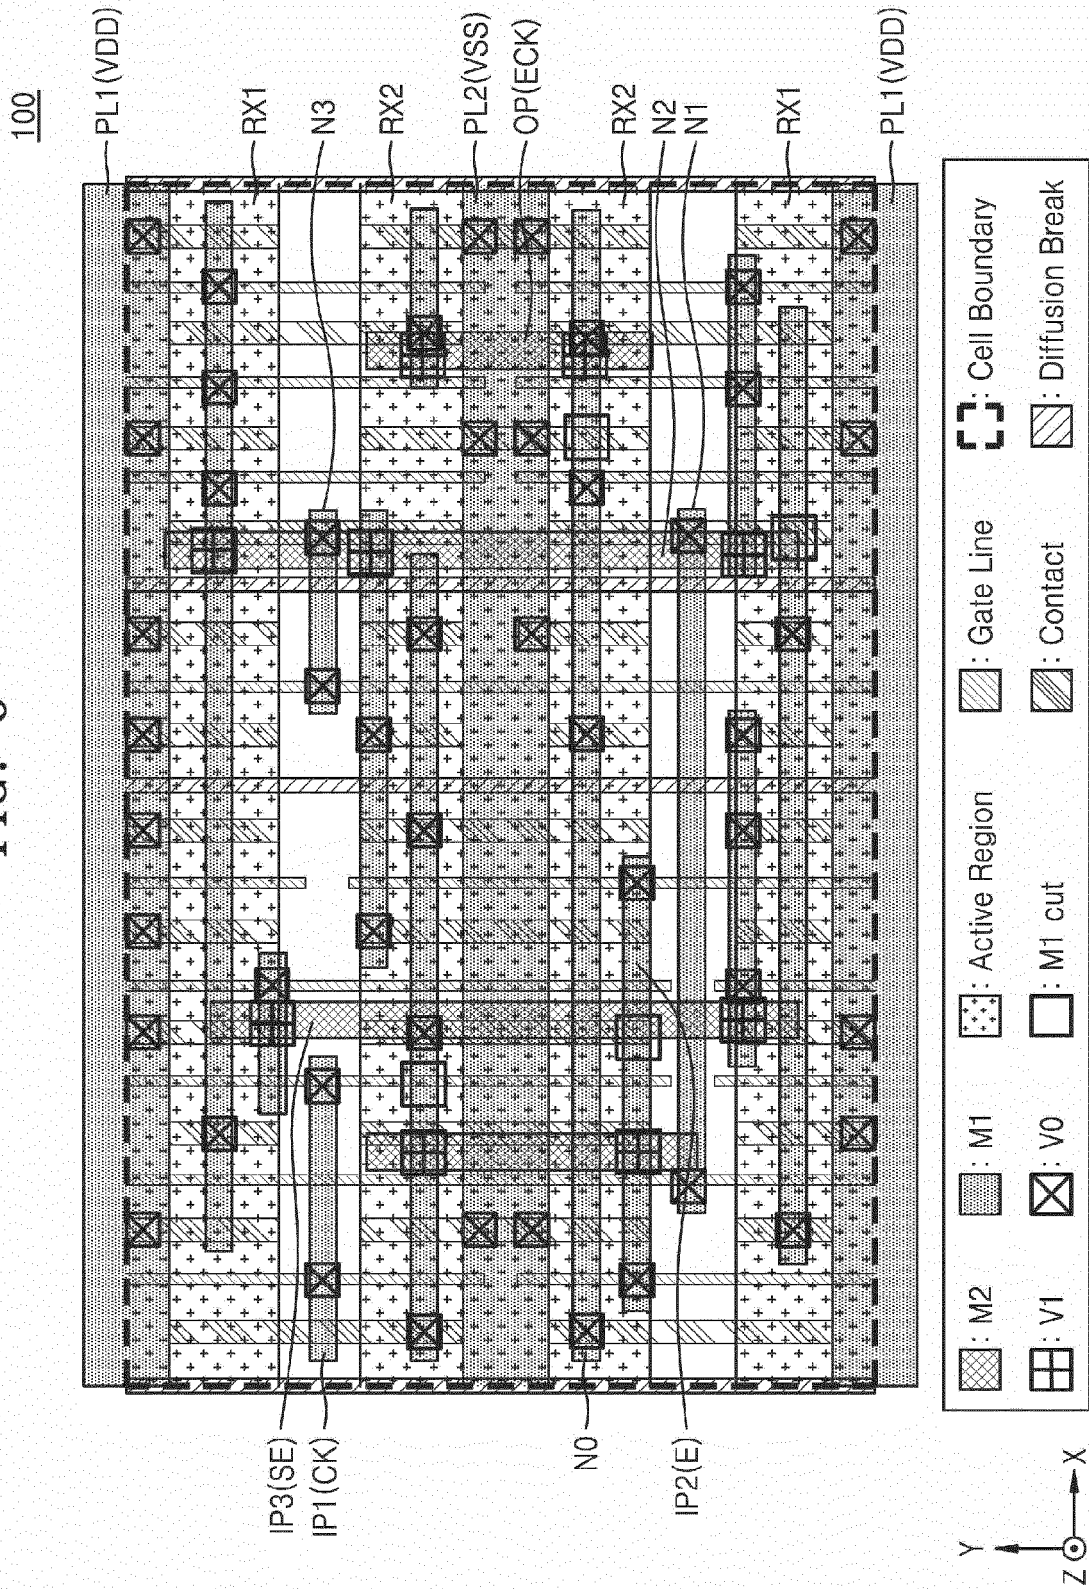 100
FIG.
PL1(VDD)
RX1
N3
RX2
PL2(VSS)
OP(ECK)
RX2
N2
N1
RX1
PL1(VDD)
IP3(SE)
IP1(CK)
N0
IP2(E)
: M2
: M1
: Active Region
: Gate Line
: Cell Boundary
: V1
: V0
: M1 cut
: Contact
: Diffusion Break
Y
Z
X